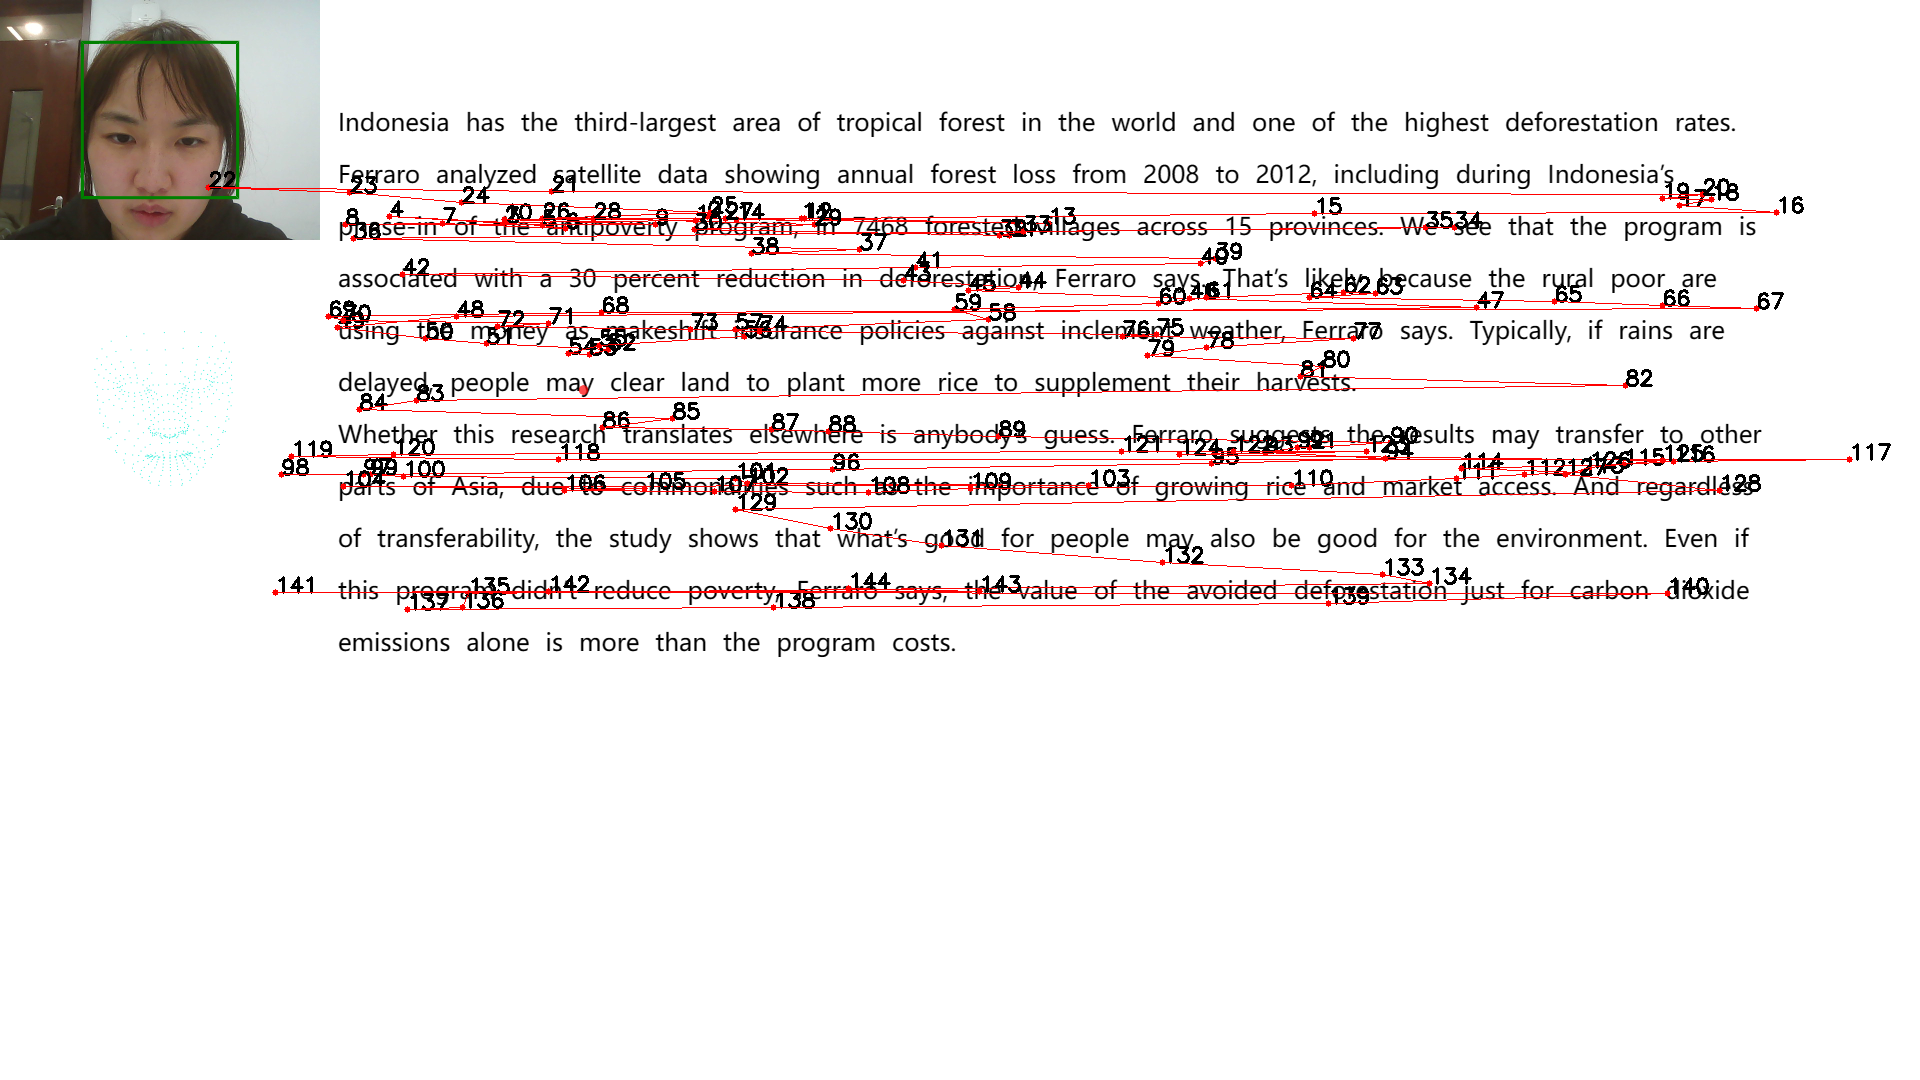 Indonesia has the third-largest area of tropical forest in the world and one of the highest deforestation rates.
Ferraro analyzed satellite data showing annual forest loss from 2008 to 2012, including during Indonesia's
phase-in of the antipoverty program, in 7468 forested villages across 15 provinces. We see that the program is
associated with a 30 percent reduction in deforestation, Ferraro says. That's likely because the rural poor are
using the money as makeshift insurance policies against inclement weather, Ferraro says. Typically, if rains are
delayed, people may clear land to plant more rice to supplement their harvests.
Whether this research translates elsewhere is anybody's guess. Ferraro suggests the results may transfer to other
parts of Asia, due to commonalities such as the importance of growing rice and market access. And regardless
of transferability, the study shows that what's good for people may also be good for the environment. Even if
this program didn't reduce poverty, Ferraro says, the value of the avoided deforestation just for carbon dioxide
emissions alone is more than the program costs.